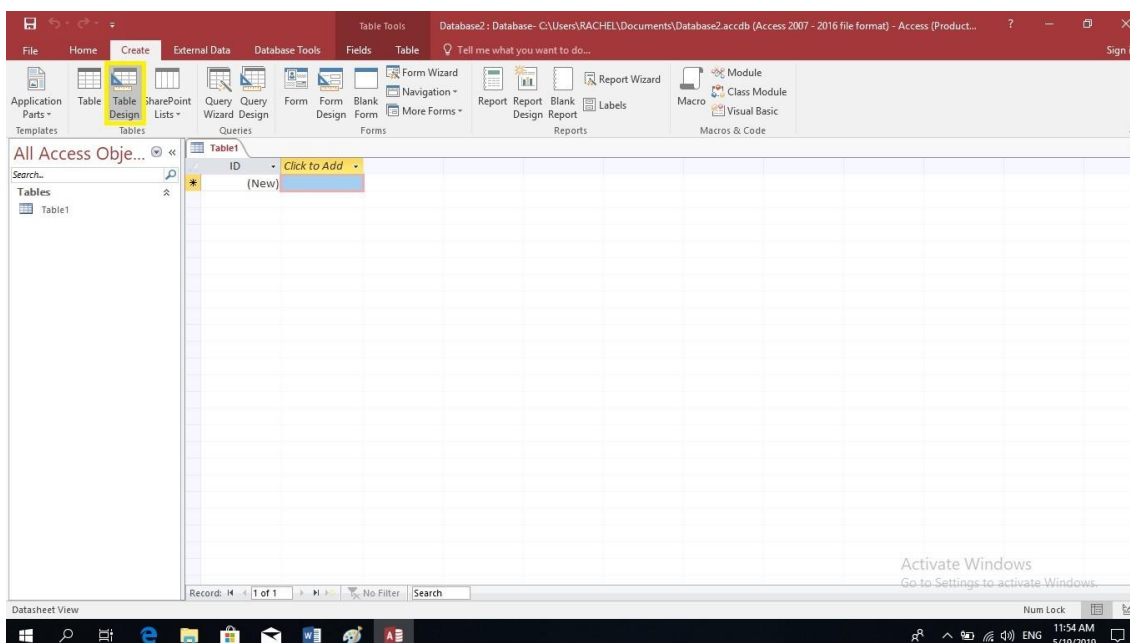 Table Tools Database2 : Database- C:\Users\RACHEL\Documents\Database2.accdb (Access 2007 - 2016 file format) - Access (Product... ?
File Home Create External Data Database Tools Fields Table Tell me what you want to do... Sign
Application Parts Table Table Design SharePoint Lists Query Wizard Query Design Form Form Design Blank Form Form Wizard Navigation More Forms Report Report Design Blank Report Report Wizard Labels Macro Module Class Module Visual Basic
Templates Tables Queries Forms Reports Macros & Code
All Access Obje... «
Search..
Tables
Table1
Table1
ID Click to Add
* (New)
Activate Windows
Go to Settings to activate Windows.
Record: 1 of 1 No Filter Search
Datasheet View Num Lock
ENG 11:54 AM
5/19/2019